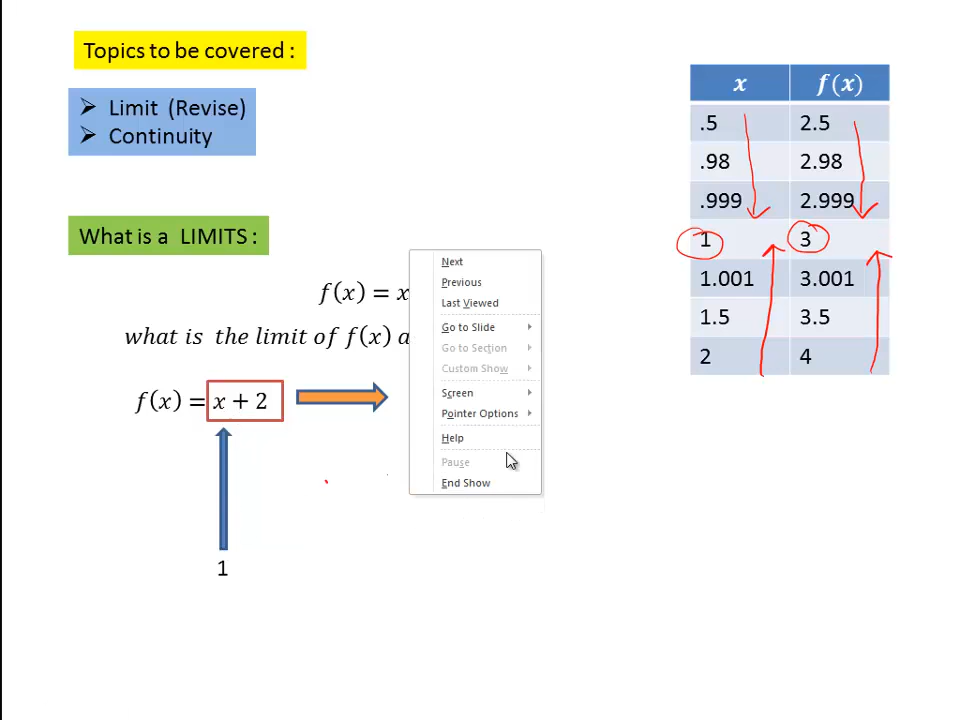 Topics to be covered :
➢ Limit (Revise)
➢ Continuity
What is a LIMITS :
f(x) = x
what is the limit of f(x) a
f(x) = x + 2
1
x f(x)
.5 2.5
.98 2.98
.999 2.999
1 3
1.001 3.001
1.5 3.5
2 4
Next
Previous
Last Viewed
Go to Slide
Go to Section
Custom Show
Screen
Pointer Options
Help
Pause
End Show